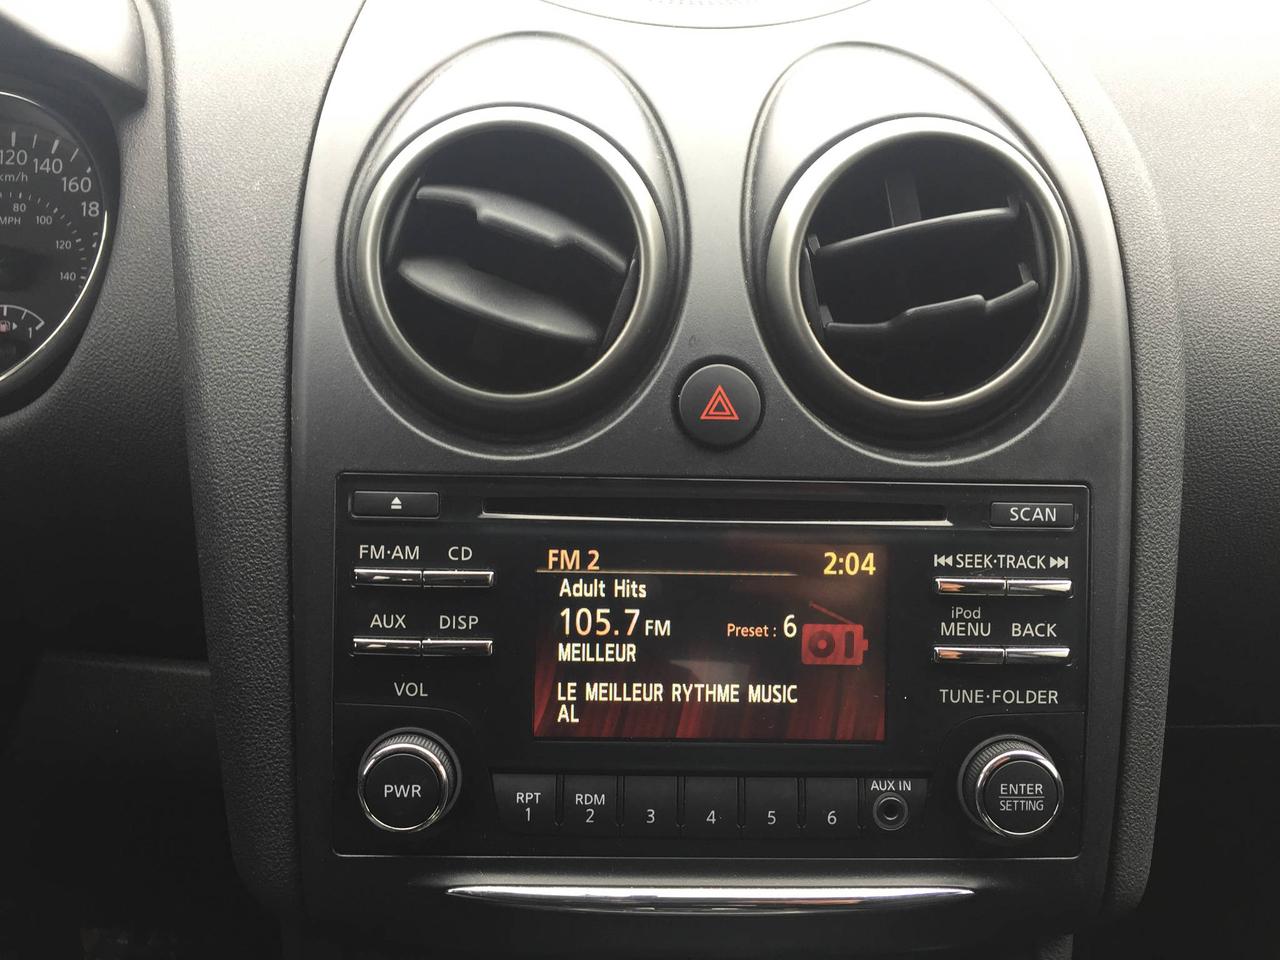 120
140
160
18
km/h
80
100
MPH
120
140
1
SCAN
FM·AM CD
SEEK·TRACK
AUX DISP
iPod
MENU BACK
VOL
TUNE·FOLDER
FM 2 2:04
Adult Hits
105.7 FM Preset : 6
MEILLEUR
LE MEILLEUR RYTHME MUSIC
AL
PWR
RPT
1
RDM
2
3
4
5
6
AUX IN
ENTER
SETTING